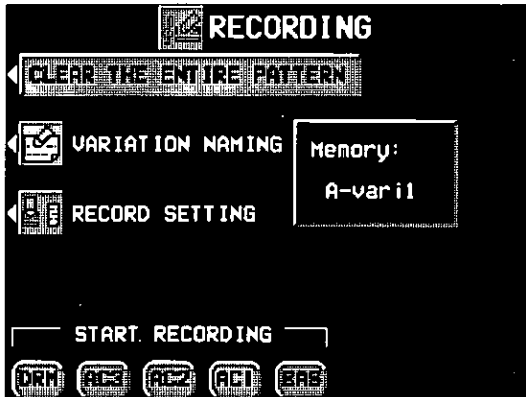 RECORDING
CLEAR THE ENTIRE PATTERN
VARIATION NAMING
Memory:
A-vari1
RECORD SETTING
START. RECORDING
DRM AC3 AC2 AC1 BAS